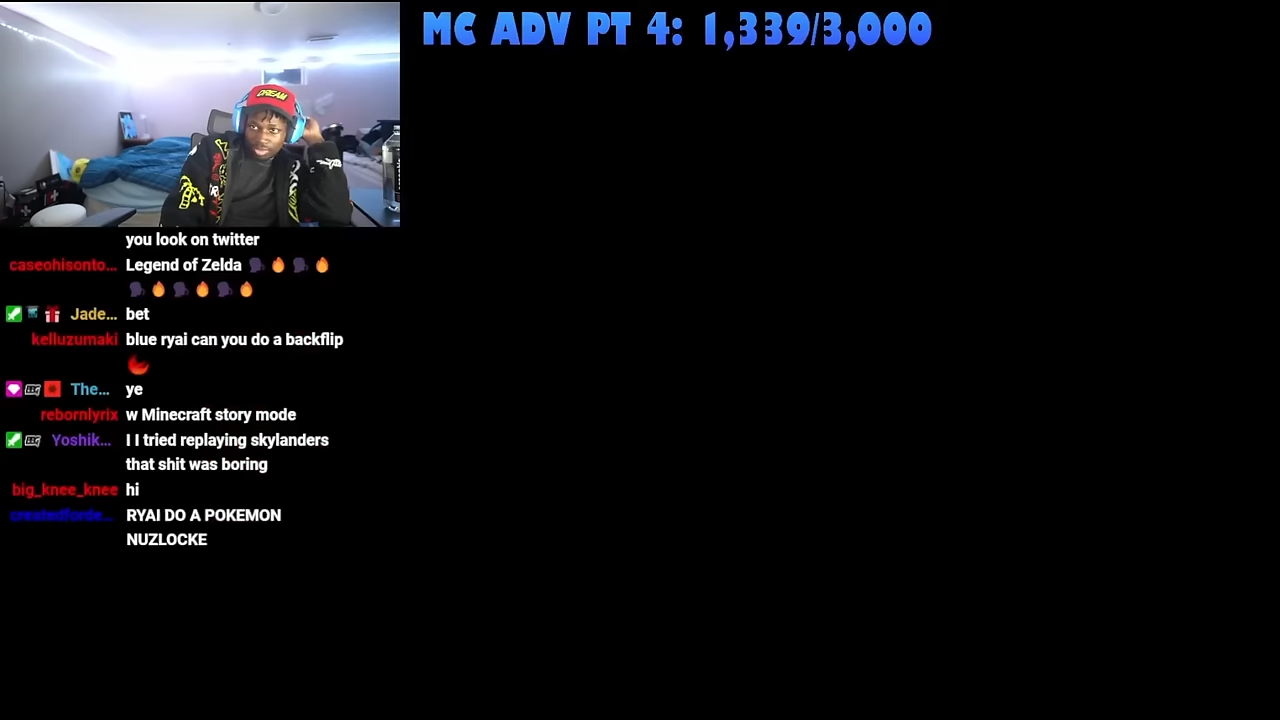 MC ADV PT 4: 1,339/3,000
DREAM
you look on twitter
caseohisonto... Legend of Zelda
Jade... bet
kelluzumaki blue ryai can you do a backflip
The... ye
rebornlyrix w Minecraft story mode
Yoshik... I I tried replaying skylanders
that shit was boring
big_knee_knee hi
createdforde... RYAI DO A POKEMON
NUZLOCKE